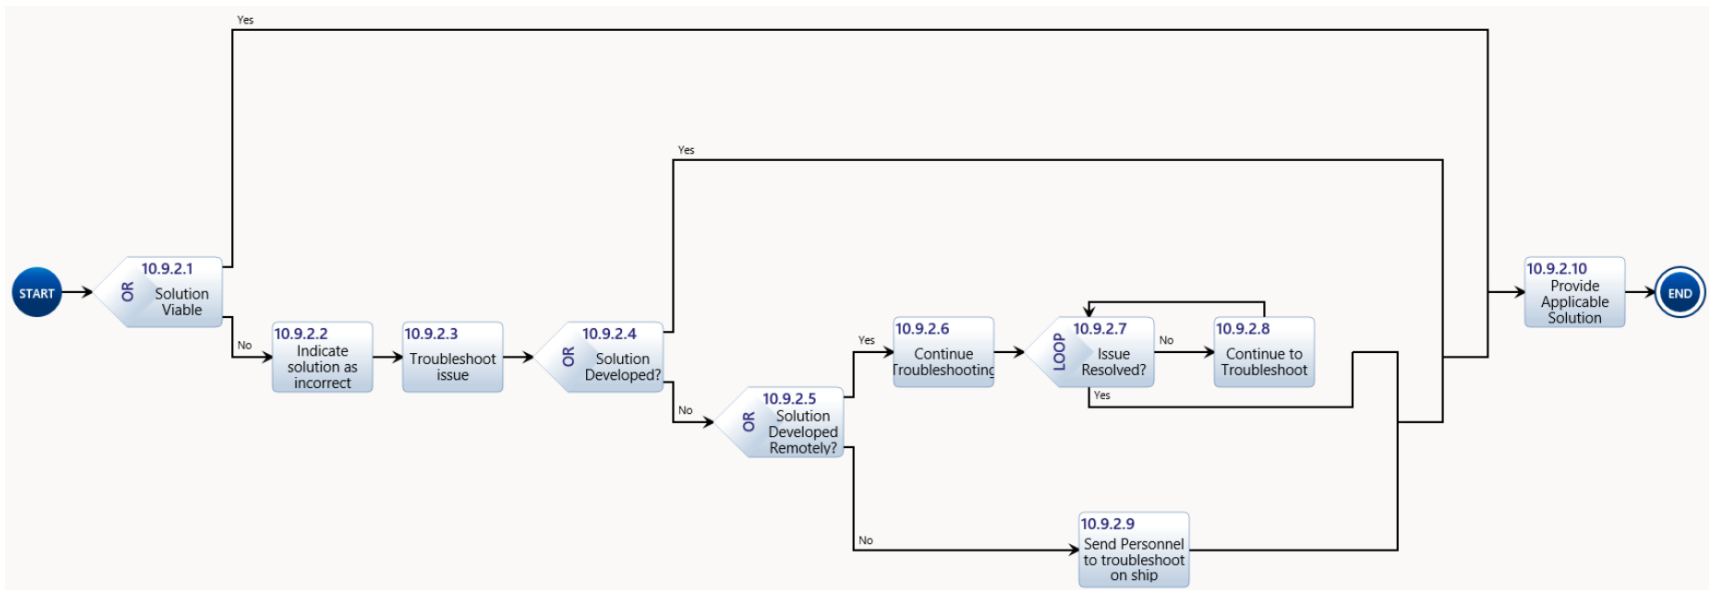 Yes
Yes
START
10.9.2.1
OR
Solution
Viable
No
10.9.2.2
Indicate
solution as
incorrect
10.9.2.3
Troubleshoot
issue
10.9.2.4
OR
Solution
Developed?
No
10.9.2.5
OR
Solution
Developed
Remotely?
Yes
10.9.2.6
Continue
Troubleshooting
10.9.2.7
LOOP
Issue
Resolved?
No
Yes
10.9.2.8
Continue to
Troubleshoot
No
10.9.2.9
Send Personnel
to troubleshoot
on ship
10.9.2.10
Provide
Applicable
Solution
END